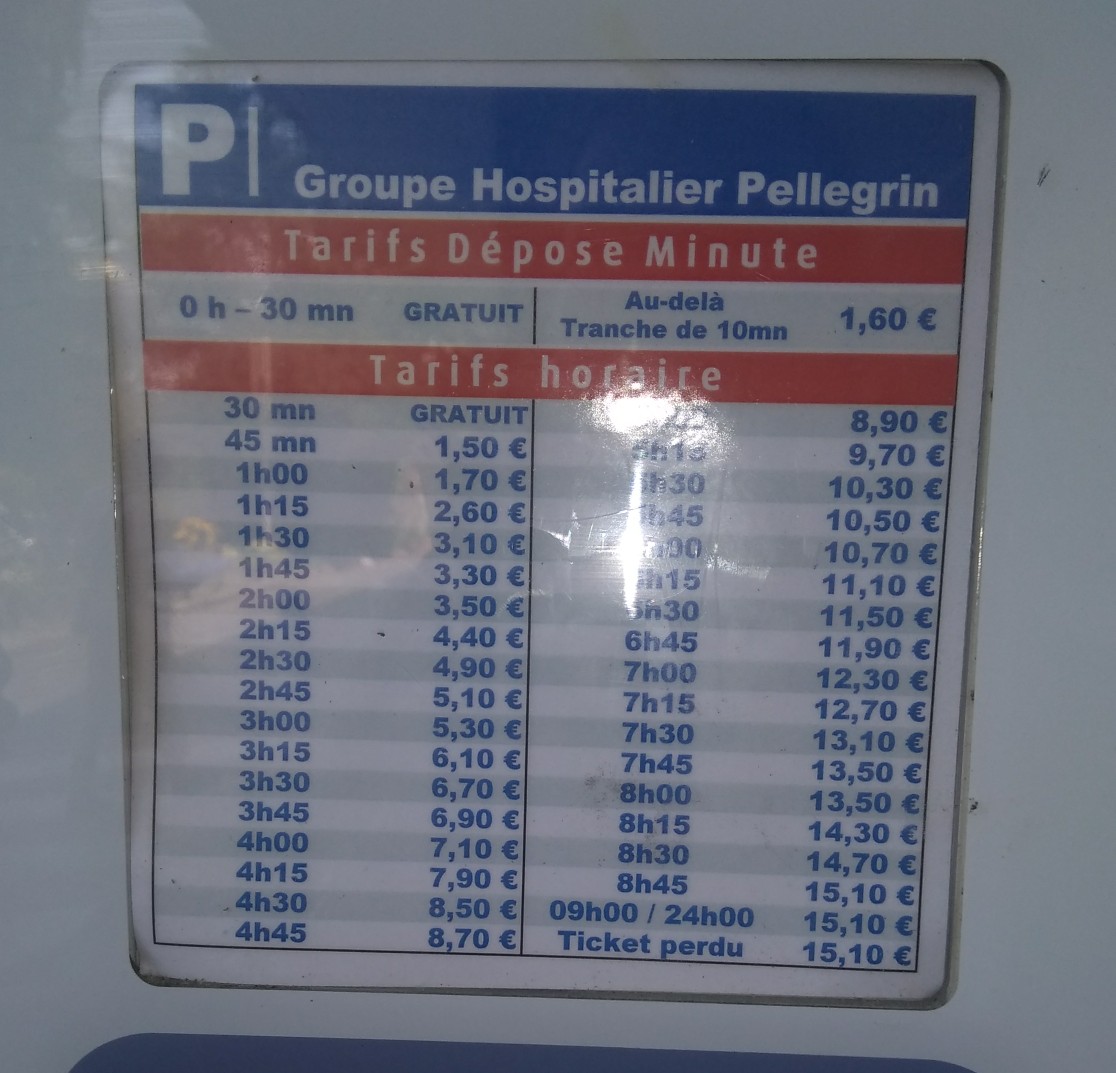 P
Groupe Hospitalier Pellegrin
Tarifs Dépose Minute
0 h – 30 mn GRATUIT
Au-delà
Tranche de 10mn 1,60 €
Tarifs horaire
30 mn GRATUIT
45 mn 1,50 €
1h00 1,70 €
1h15 2,60 €
1h30 3,10 €
1h45 3,30 €
2h00 3,50 €
2h15 4,40 €
2h30 4,90 €
2h45 5,10 €
3h00 5,30 €
3h15 6,10 €
3h30 6,70 €
3h45 6,90 €
4h00 7,10 €
4h15 7,90 €
4h30 8,50 €
4h45 8,70 €
8,90 €
5h15 9,70 €
10,30 €
10,50 €
10,70 €
11,10 €
6h30 11,50 €
6h45 11,90 €
7h00 12,30 €
7h15 12,70 €
7h30 13,10 €
7h45 13,50 €
8h00 13,50 €
8h15 14,30 €
8h30 14,70 €
8h45 15,10 €
09h00 / 24h00 15,10 €
Ticket perdu 15,10 €